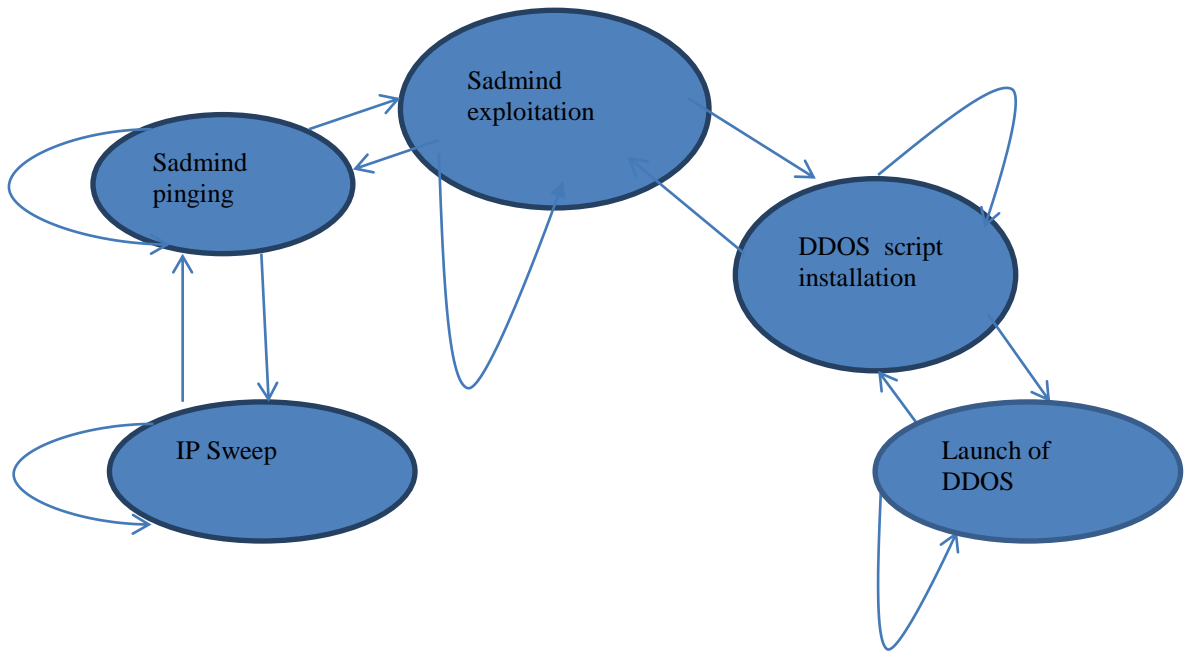 Sadmind
exploitation
Sadmind
pinging
DDOS  script
installation
IP Sweep
Launch of
DDOS